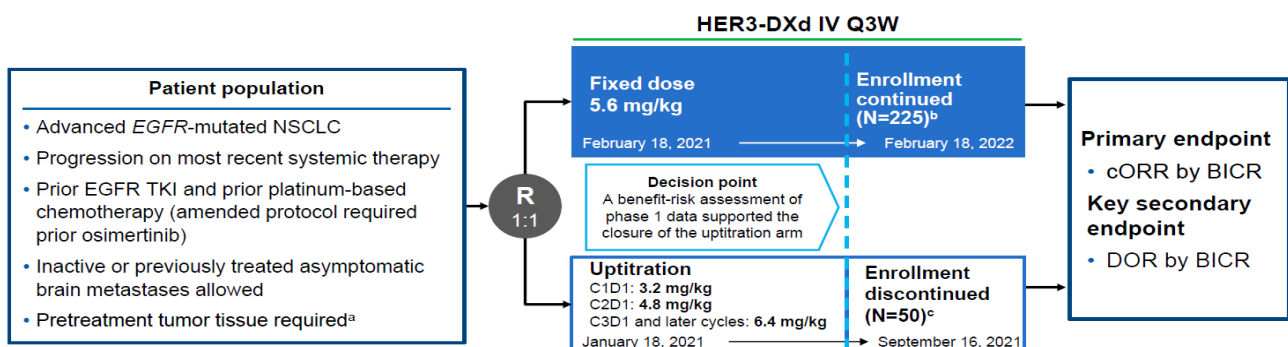 HER3-DXd IV Q3W
Patient population
• Advanced EGFR-mutated NSCLC
• Progression on most recent systemic therapy
• Prior EGFR TKI and prior platinum-based
chemotherapy (amended protocol required
prior osimertinib)
• Inactive or previously treated asymptomatic
brain metastases allowed
• Pretreatment tumor tissue requiredᵃ
R
1:1
Fixed dose
5.6 mg/kg
February 18, 2021
Enrollment
continued
(N=225)ᵇ
February 18, 2022
Decision point
A benefit-risk assessment of
phase 1 data supported the
closure of the uptitration arm
Uptitration
C1D1: 3.2 mg/kg
C2D1: 4.8 mg/kg
C3D1 and later cycles: 6.4 mg/kg
January 18, 2021
Enrollment
discontinued
(N=50)ᶜ
September 16, 2021
Primary endpoint
• cORR by BICR
Key secondary
endpoint
• DOR by BICR